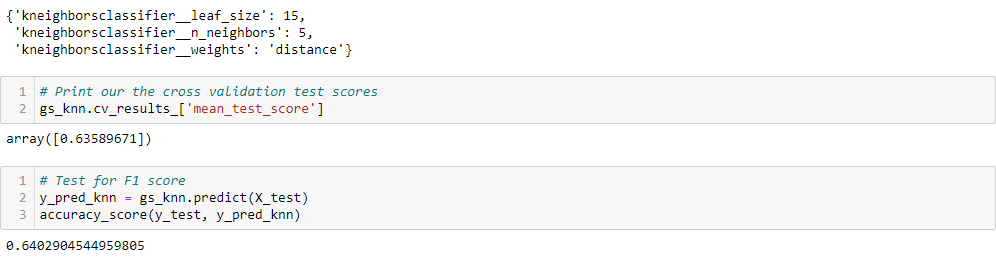 {'kneighborsclassifier__leaf_size': 15,
 'kneighborsclassifier__n_neighbors': 5,
 'kneighborsclassifier__weights': 'distance'}
1 # Print our the cross validation test scores
2 gs_knn.cv_results_['mean_test_score']
array([0.63589671])
1 # Test for F1 score
2 y_pred_knn = gs_knn.predict(X_test)
3 accuracy_score(y_test, y_pred_knn)
0.6402904544959805